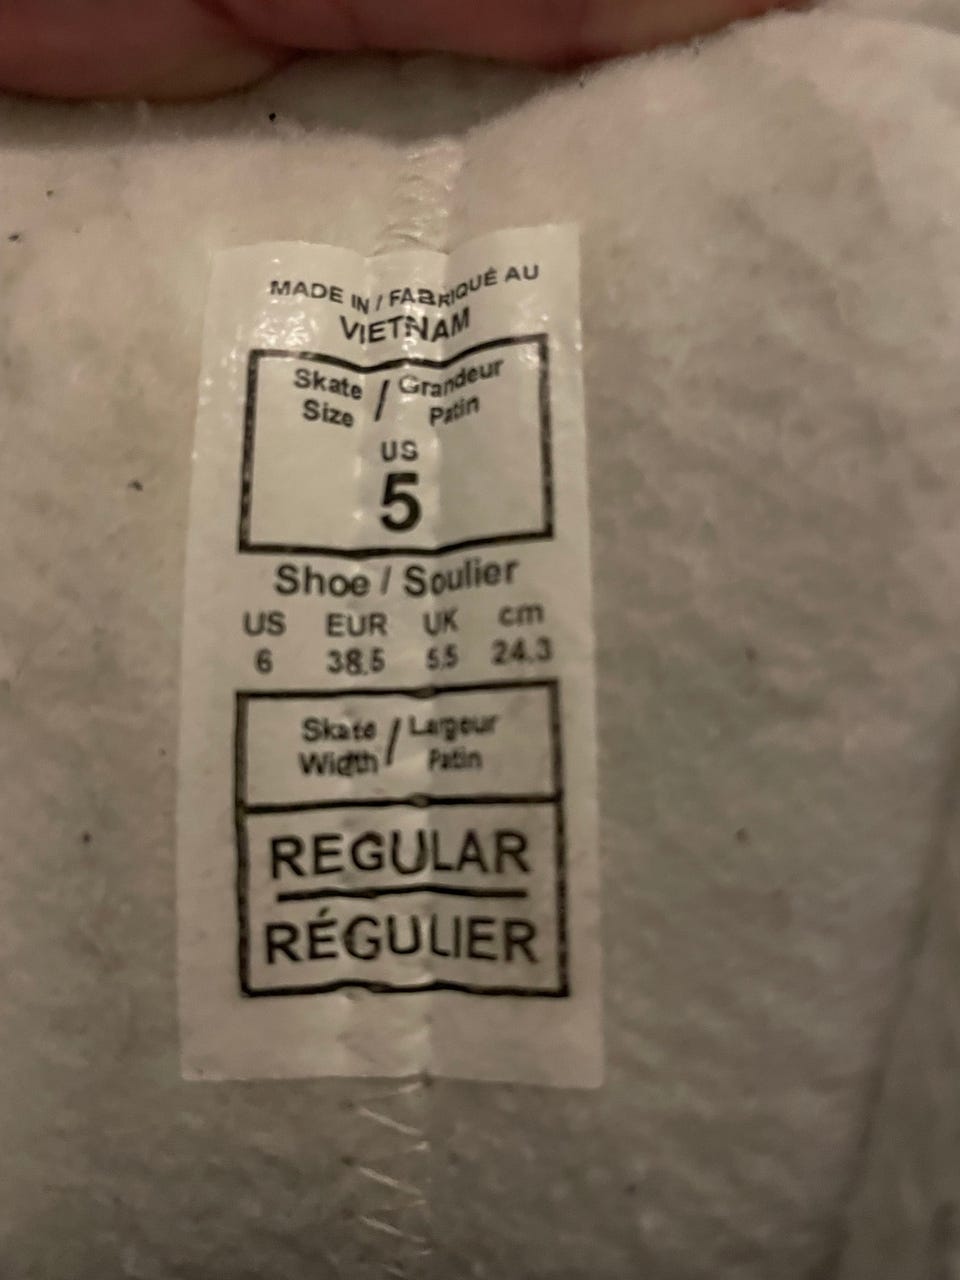 MADE IN / FABRIQUÉ AU
VIETNAM
Skate / Grandeur
Size Patin
US
5
Shoe / Soulier
US EUR UK cm
6 38.5 5.5 24.3
Skate / Largeur
Width Patin
REGULAR
RÉGULIER